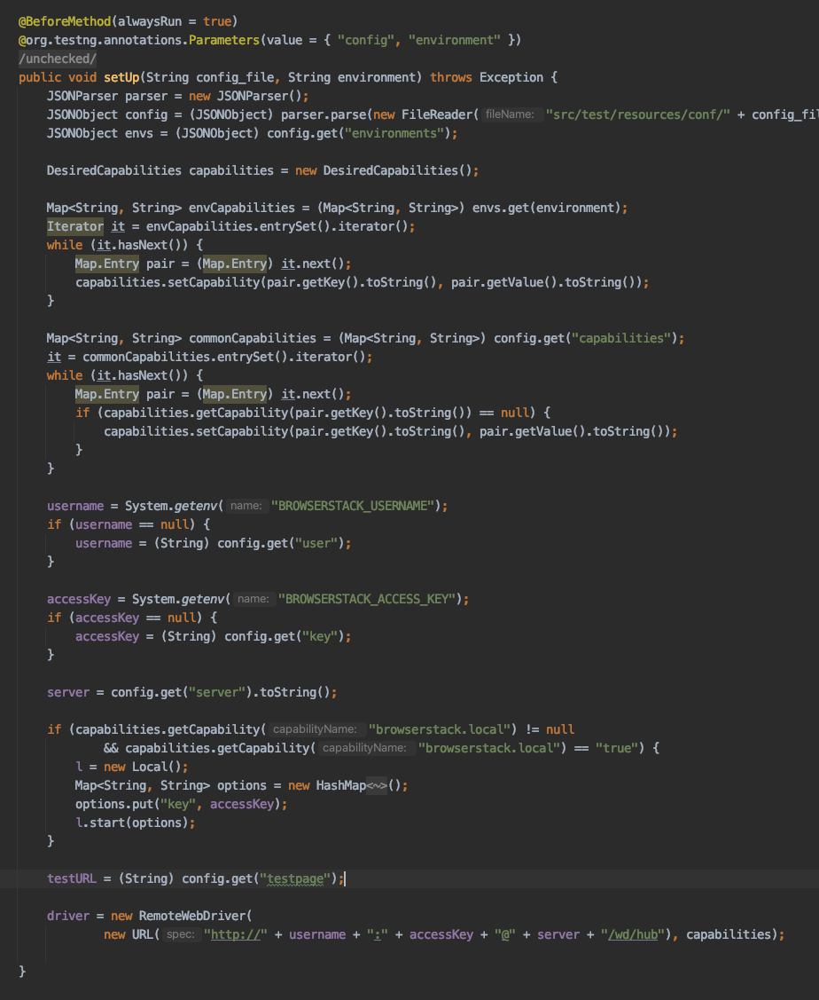 @BeforeMethod(alwaysRun = true)
@org.testng.annotations.Parameters(value = { "config", "environment" })
/unchecked/
public void setUp(String config_file, String environment) throws Exception {
    JSONParser parser = new JSONParser();
    JSONObject config = (JSONObject) parser.parse(new FileReader( fileName: "src/test/resources/conf/" + config_fil
    JSONObject envs = (JSONObject) config.get("environments");

    DesiredCapabilities capabilities = new DesiredCapabilities();

    Map<String, String> envCapabilities = (Map<String, String>) envs.get(environment);
    Iterator it = envCapabilities.entrySet().iterator();
    while (it.hasNext()) {
        Map.Entry pair = (Map.Entry) it.next();
        capabilities.setCapability(pair.getKey().toString(), pair.getValue().toString());
    }

    Map<String, String> commonCapabilities = (Map<String, String>) config.get("capabilities");
    it = commonCapabilities.entrySet().iterator();
    while (it.hasNext()) {
        Map.Entry pair = (Map.Entry) it.next();
        if (capabilities.getCapability(pair.getKey().toString()) == null) {
            capabilities.setCapability(pair.getKey().toString(), pair.getValue().toString());
        }
    }

    username = System.getenv( name: "BROWSERSTACK_USERNAME");
    if (username == null) {
        username = (String) config.get("user");
    }

    accessKey = System.getenv( name: "BROWSERSTACK_ACCESS_KEY");
    if (accessKey == null) {
        accessKey = (String) config.get("key");
    }

    server = config.get("server").toString();

    if (capabilities.getCapability( capabilityName: "browserstack.local") != null
            && capabilities.getCapability( capabilityName: "browserstack.local") == "true") {
        l = new Local();
        Map<String, String> options = new HashMap<~>();
        options.put("key", accessKey);
        l.start(options);
    }

    testURL = (String) config.get("testpage");

    driver = new RemoteWebDriver(
            new URL( spec: "http://" + username + ":" + accessKey + "@" + server + "/wd/hub"), capabilities);

}